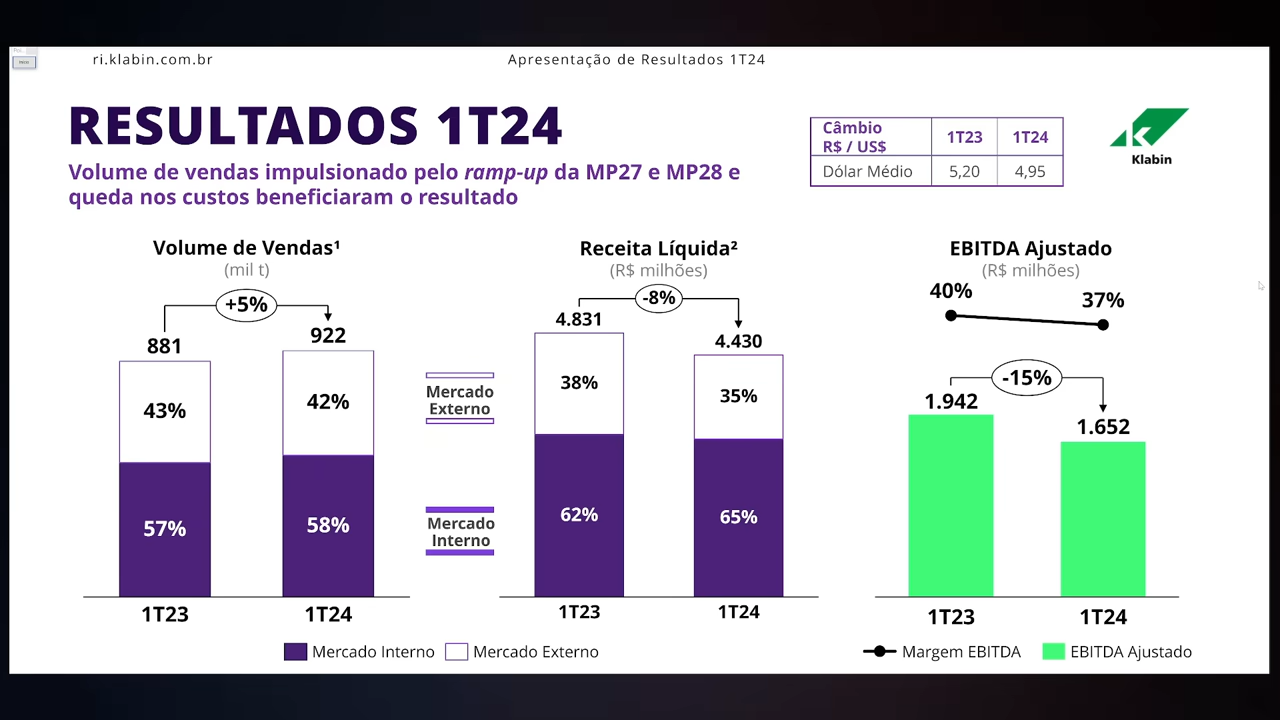 ri.klabin.com.br
Apresentação de Resultados 1T24
RESULTADOS 1T24
Volume de vendas impulsionado pelo ramp-up da MP27 e MP28 e
queda nos custos beneficiaram o resultado
Câmbio
R$ / US$
1T23
1T24
Dólar Médio
5,20
4,95
Klabin
Volume de Vendas¹
(mil t)
+5%
881
922
43%
42%
57%
58%
1T23
1T24
Mercado
Externo
Mercado
Interno
Receita Líquida²
(R$ milhões)
-8%
4.831
4.430
38%
35%
62%
65%
1T23
1T24
Mercado Interno
Mercado Externo
EBITDA Ajustado
(R$ milhões)
40%
37%
-15%
1.942
1.652
1T23
1T24
Margem EBITDA
EBITDA Ajustado